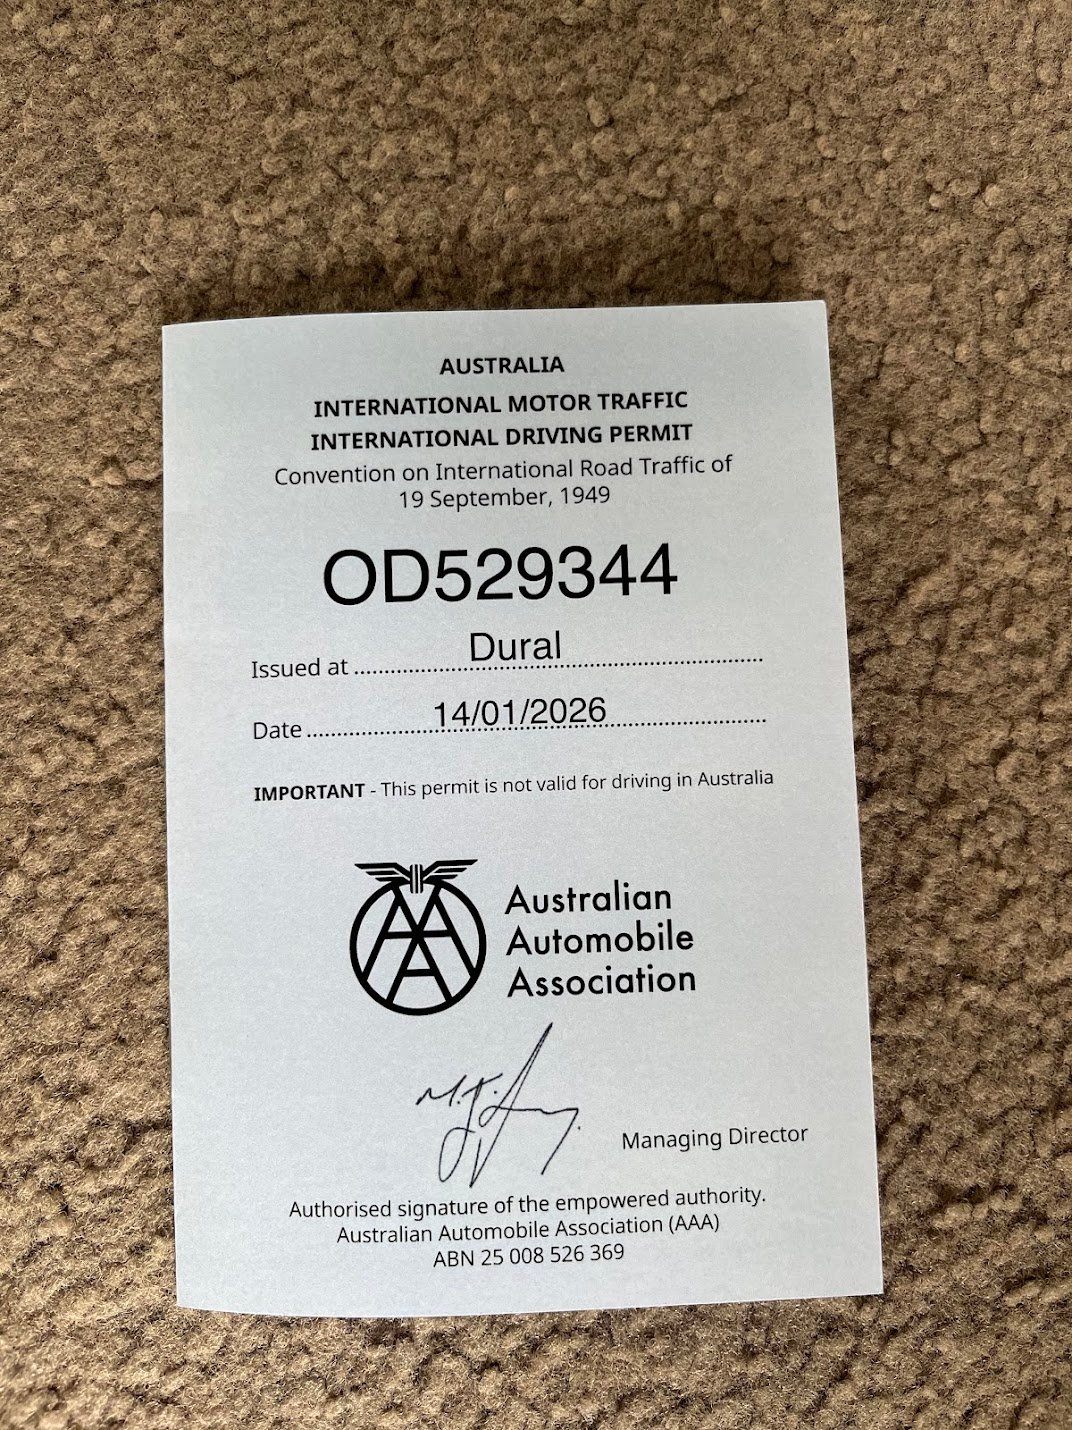 AUSTRALIA
INTERNATIONAL MOTOR TRAFFIC
INTERNATIONAL DRIVING PERMIT
Convention on International Road Traffic of
19 September, 1949
OD529344
Issued at ........ Dural ........
Date ........ 14/01/2026 ........
IMPORTANT - This permit is not valid for driving in Australia
AAA
Australian
Automobile
Association
Managing Director
Authorised signature of the empowered authority.
Australian Automobile Association (AAA)
ABN 25 008 526 369